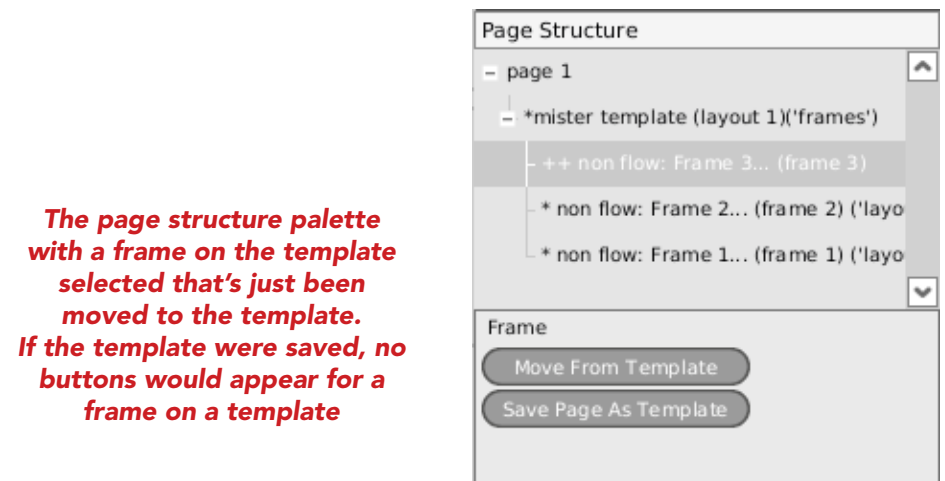 The page structure palette
with a frame on the template
selected that's just been
moved to the template.
If the template were saved, no
buttons would appear for a
frame on a template
Page Structure
page 1
*mister template (layout 1)('frames')
++ non flow: Frame 3... (frame 3)
* non flow: Frame 2... (frame 2) ('layo
* non flow: Frame 1... (frame 1) ('layo
Frame
Move From Template
Save Page As Template